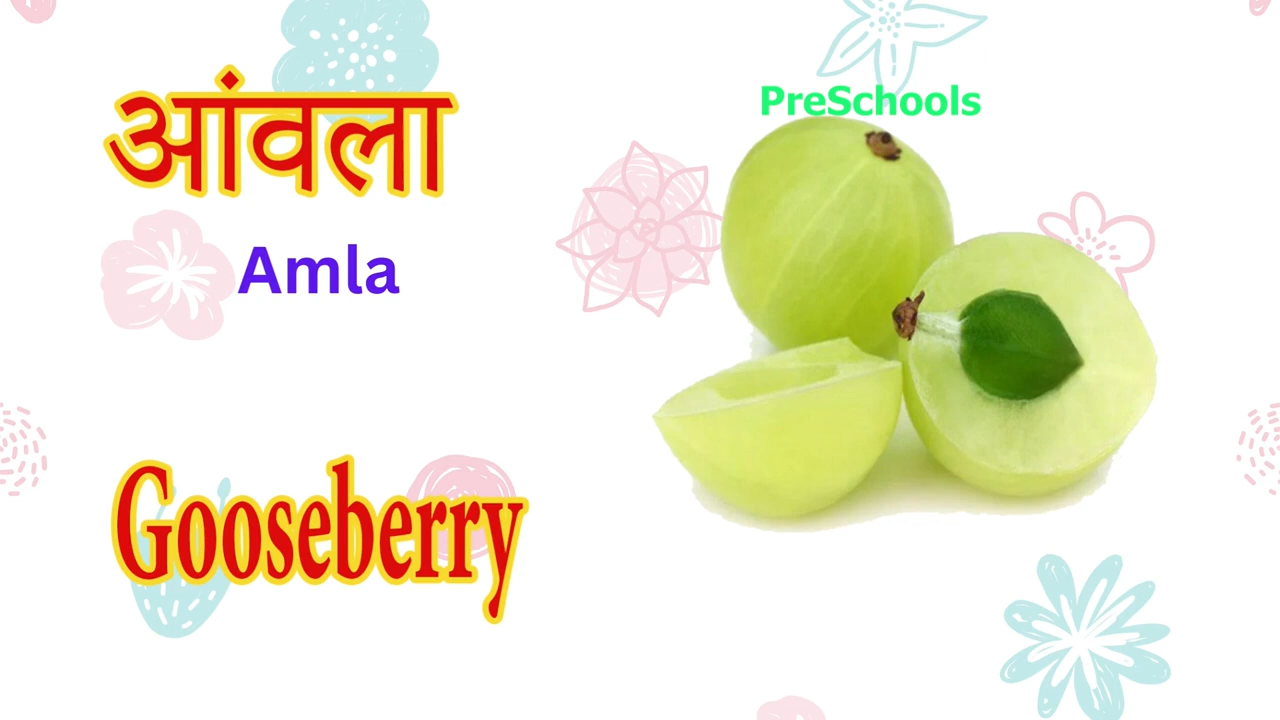 आंवला
Amla
Gooseberry
PreSchools